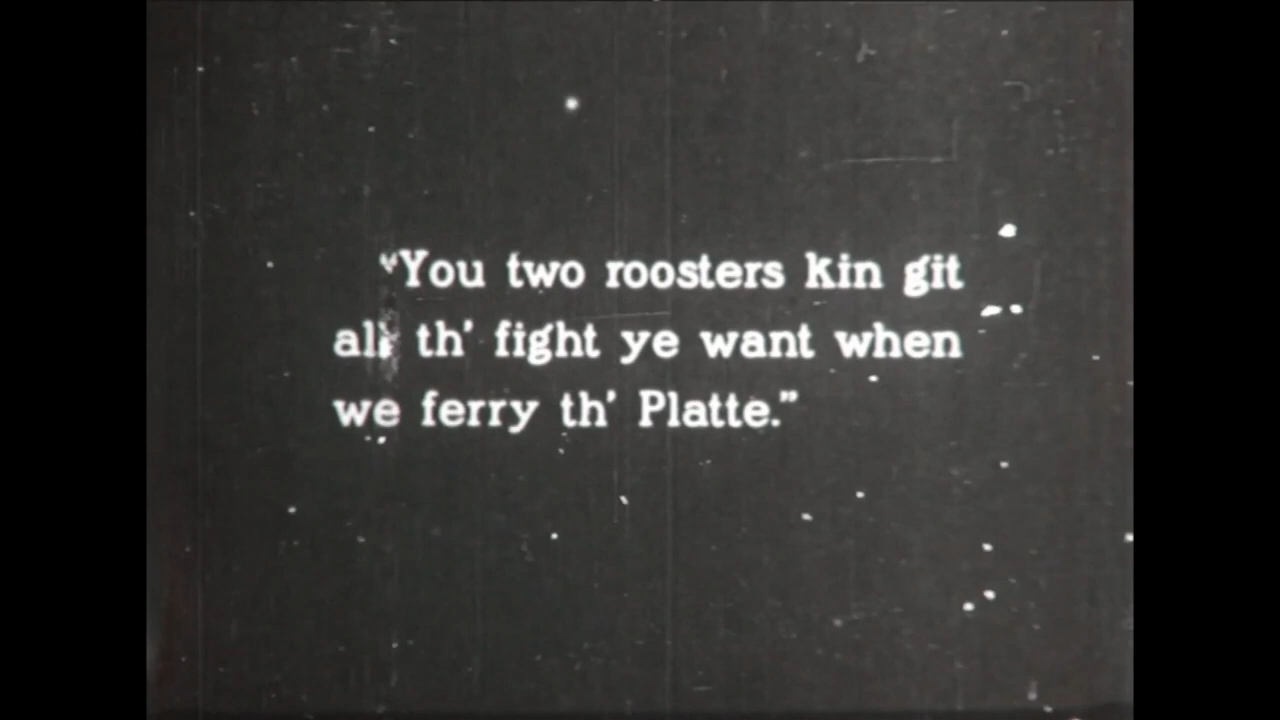 "You two roosters kin git
all th' fight ye want when
we ferry th' Platte."